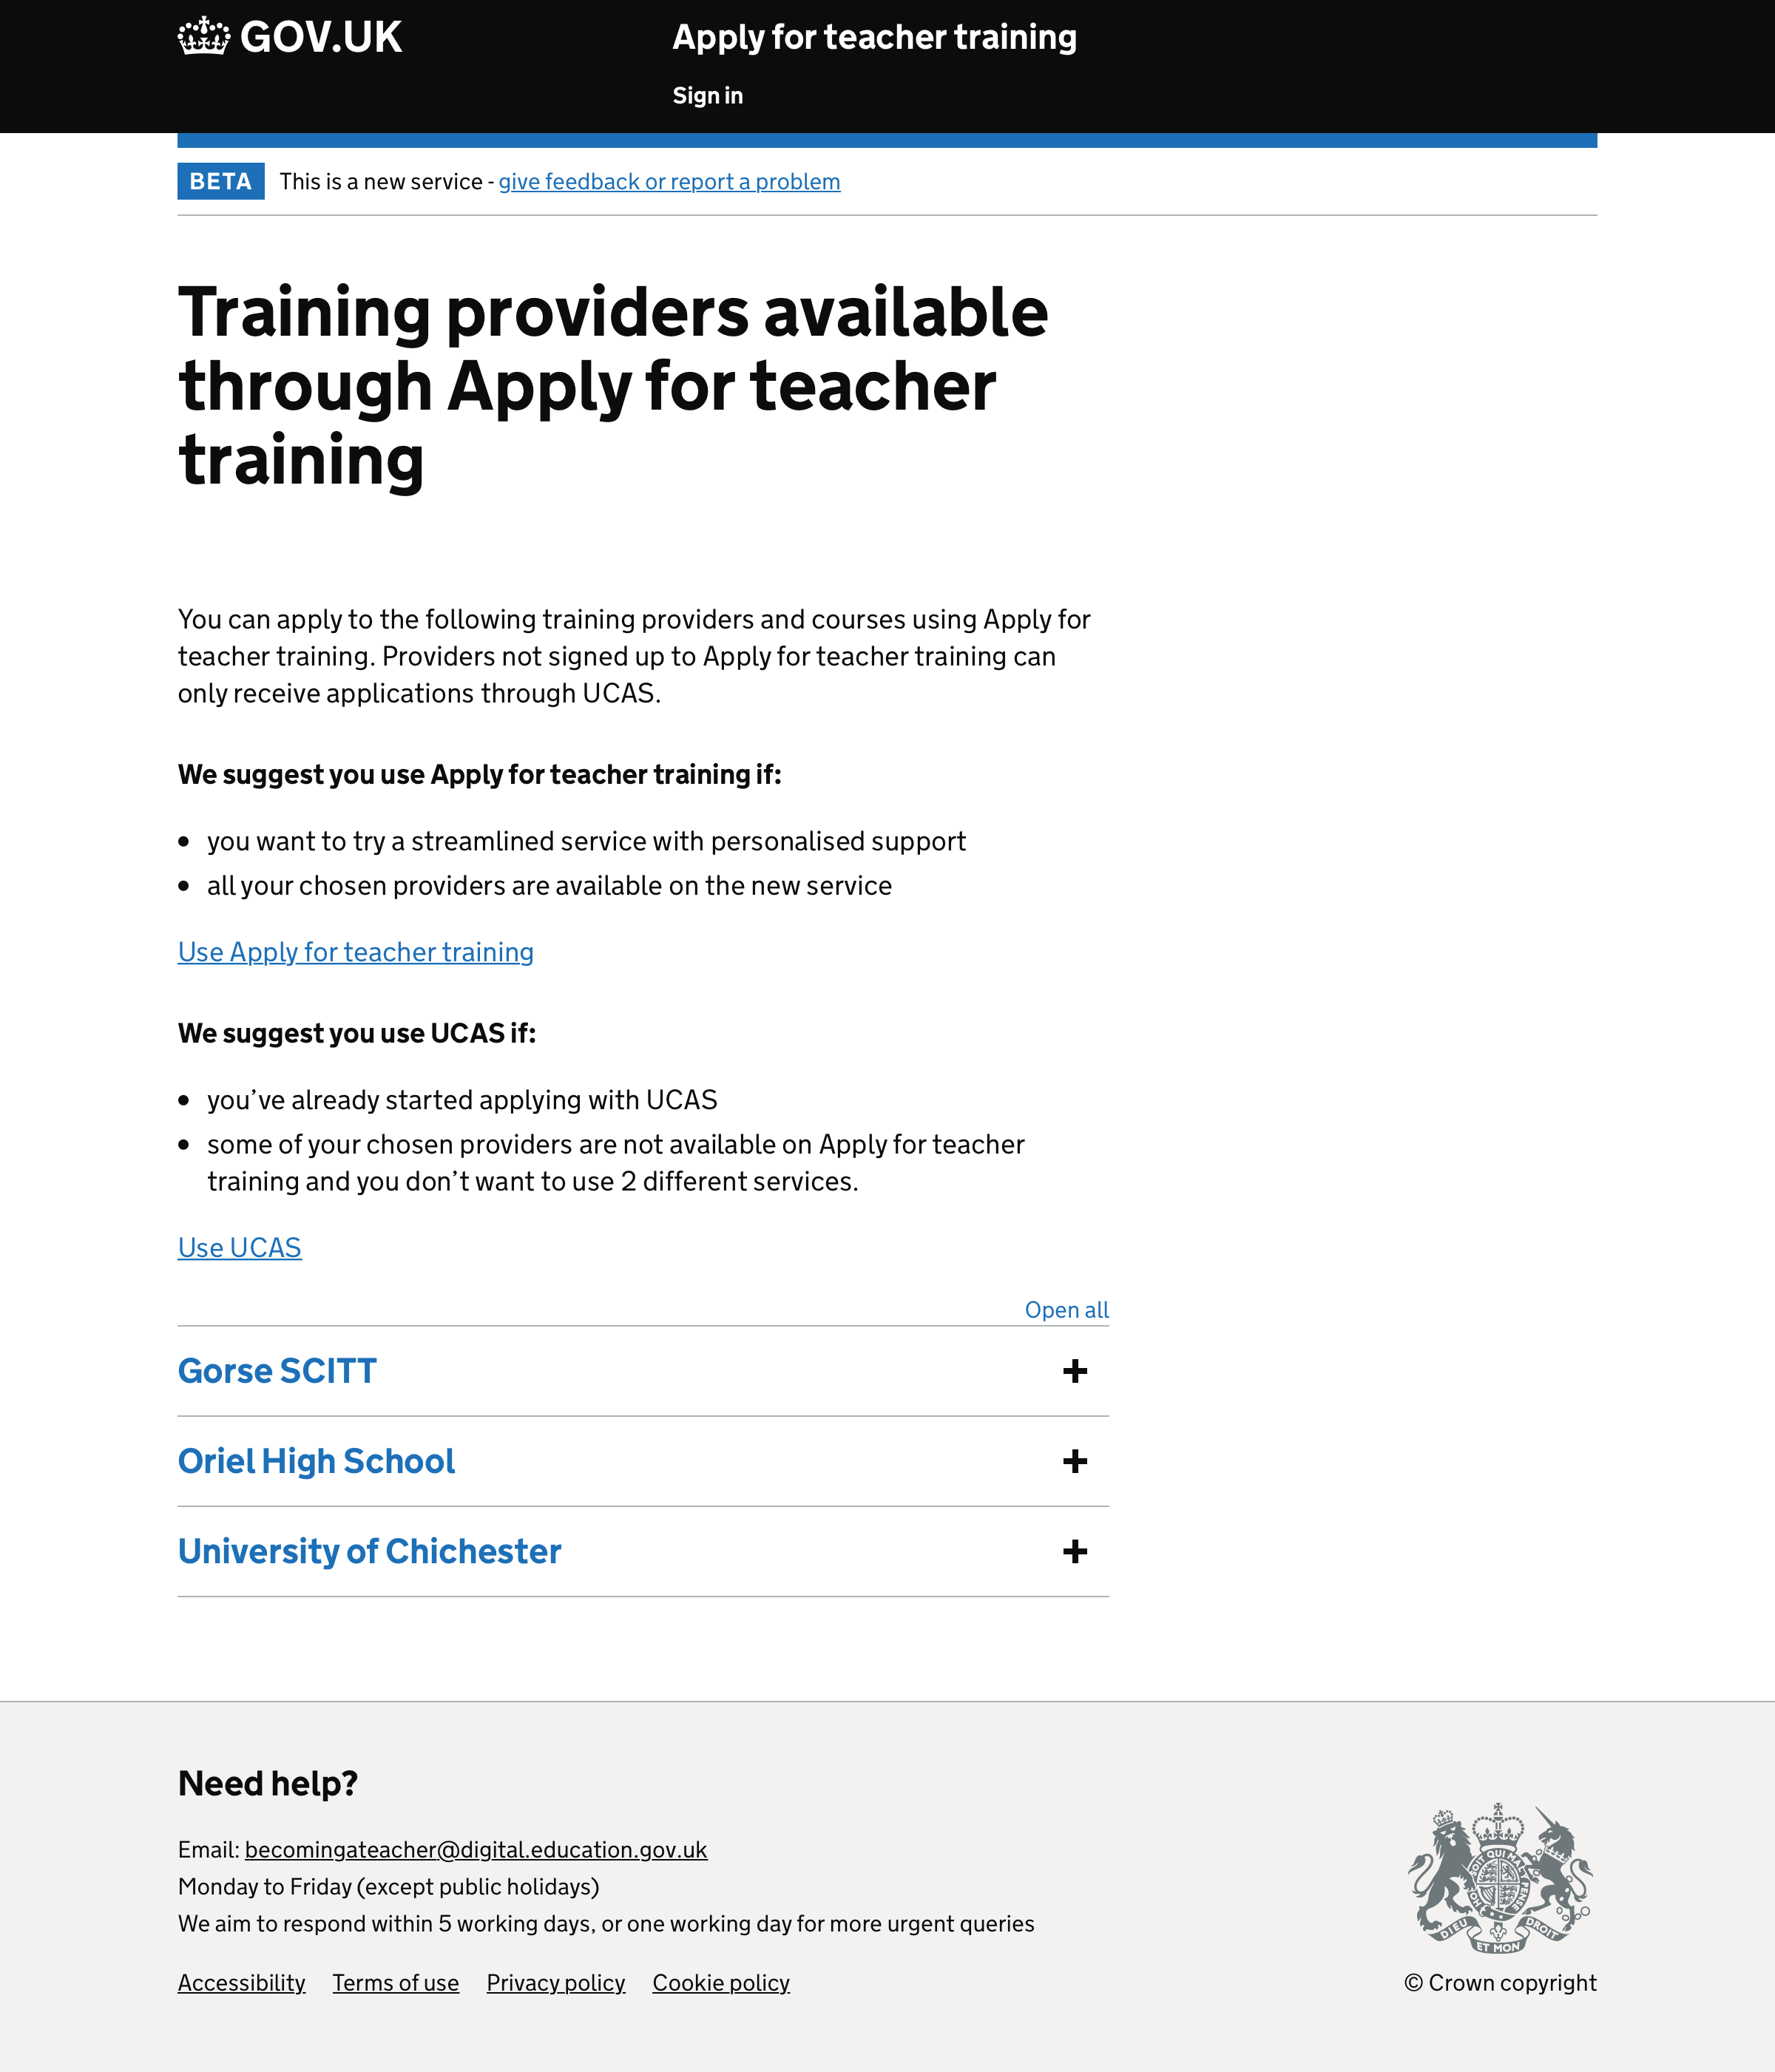 GOV.UK
Apply for teacher training
Sign in
BETA
This is a new service - give feedback or report a problem
Training providers available
through Apply for teacher
training
You can apply to the following training providers and courses using Apply for
teacher training. Providers not signed up to Apply for teacher training can
only receive applications through UCAS.
We suggest you use Apply for teacher training if:
• you want to try a streamlined service with personalised support
• all your chosen providers are available on the new service
Use Apply for teacher training
We suggest you use UCAS if:
• you’ve already started applying with UCAS
• some of your chosen providers are not available on Apply for teacher
training and you don’t want to use 2 different services.
Use UCAS
Open all
Gorse SCITT +
Oriel High School +
University of Chichester +
Need help?
Email: becomingateacher@digital.education.gov.uk
Monday to Friday (except public holidays)
We aim to respond within 5 working days, or one working day for more urgent queries
Accessibility Terms of use Privacy policy Cookie policy
DIEU ET MON DROIT
© Crown copyright